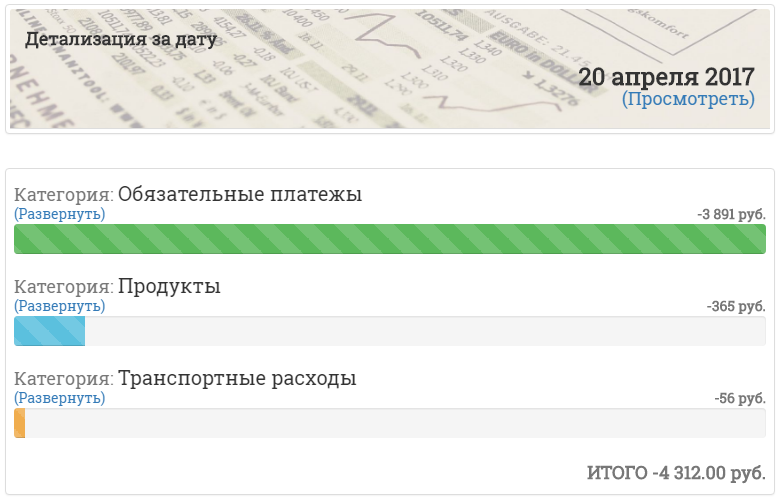 Детализация за дату
20 апреля 2017
(Просмотреть)
Категория: Обязательные платежы
(Развернуть)
-3 891 руб.
Категория: Продукты
(Развернуть)
-365 руб.
Категория: Транспортные расходы
(Развернуть)
-56 руб.
ИТОГО -4 312.00 руб.